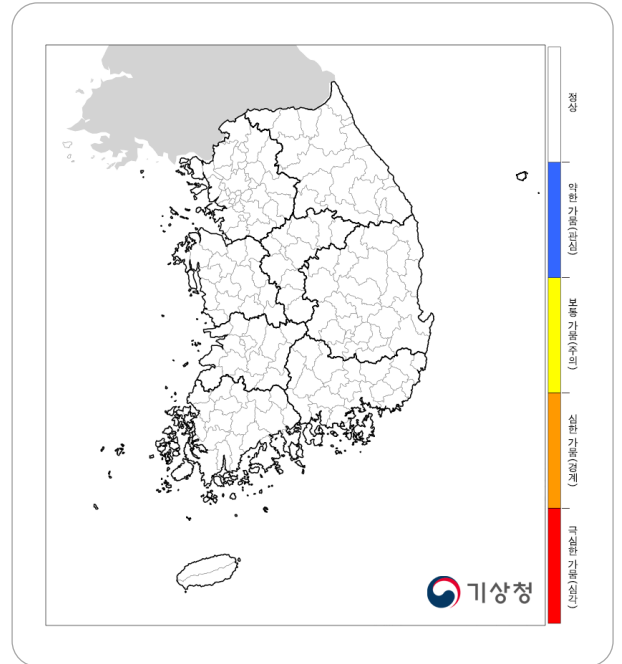 정상
약한 가뭄(관심)
보통 가뭄(주의)
심한 가뭄(경계)
극심한 가뭄(심각)
기상청